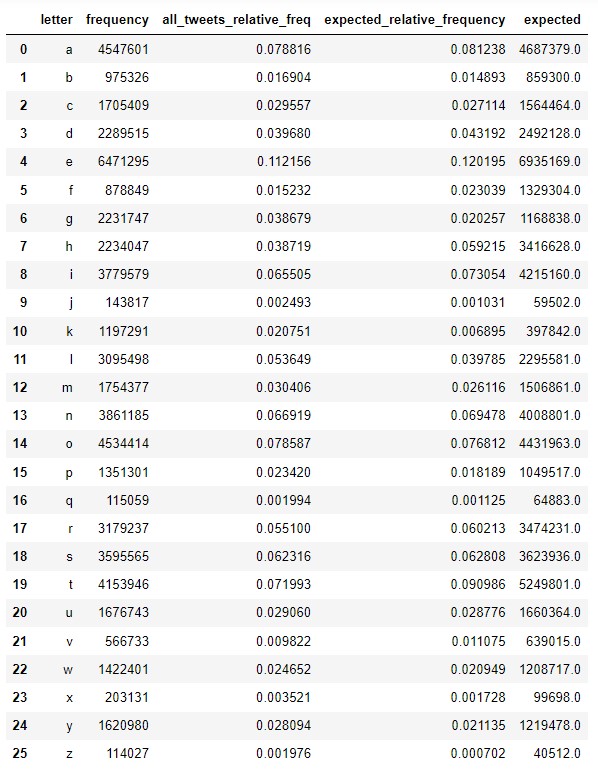 letter frequency all_tweets_relative_freq expected_relative_frequency expected
0 a 4547601 0.078816 0.081238 4687379.0
1 b 975326 0.016904 0.014893 859300.0
2 c 1705409 0.029557 0.027114 1564464.0
3 d 2289515 0.039680 0.043192 2492128.0
4 e 6471295 0.112156 0.120195 6935169.0
5 f 878849 0.015232 0.023039 1329304.0
6 g 2231747 0.038679 0.020257 1168838.0
7 h 2234047 0.038719 0.059215 3416628.0
8 i 3779579 0.065505 0.073054 4215160.0
9 j 143817 0.002493 0.001031 59502.0
10 k 1197291 0.020751 0.006895 397842.0
11 l 3095498 0.053649 0.039785 2295581.0
12 m 1754377 0.030406 0.026116 1506861.0
13 n 3861185 0.066919 0.069478 4008801.0
14 o 4534414 0.078587 0.076812 4431963.0
15 p 1351301 0.023420 0.018189 1049517.0
16 q 115059 0.001994 0.001125 64883.0
17 r 3179237 0.055100 0.060213 3474231.0
18 s 3595565 0.062316 0.062808 3623936.0
19 t 4153946 0.071993 0.090986 5249801.0
20 u 1676743 0.029060 0.028776 1660364.0
21 v 566733 0.009822 0.011075 639015.0
22 w 1422401 0.024652 0.020949 1208717.0
23 x 203131 0.003521 0.001728 99698.0
24 y 1620980 0.028094 0.021135 1219478.0
25 z 114027 0.001976 0.000702 40512.0